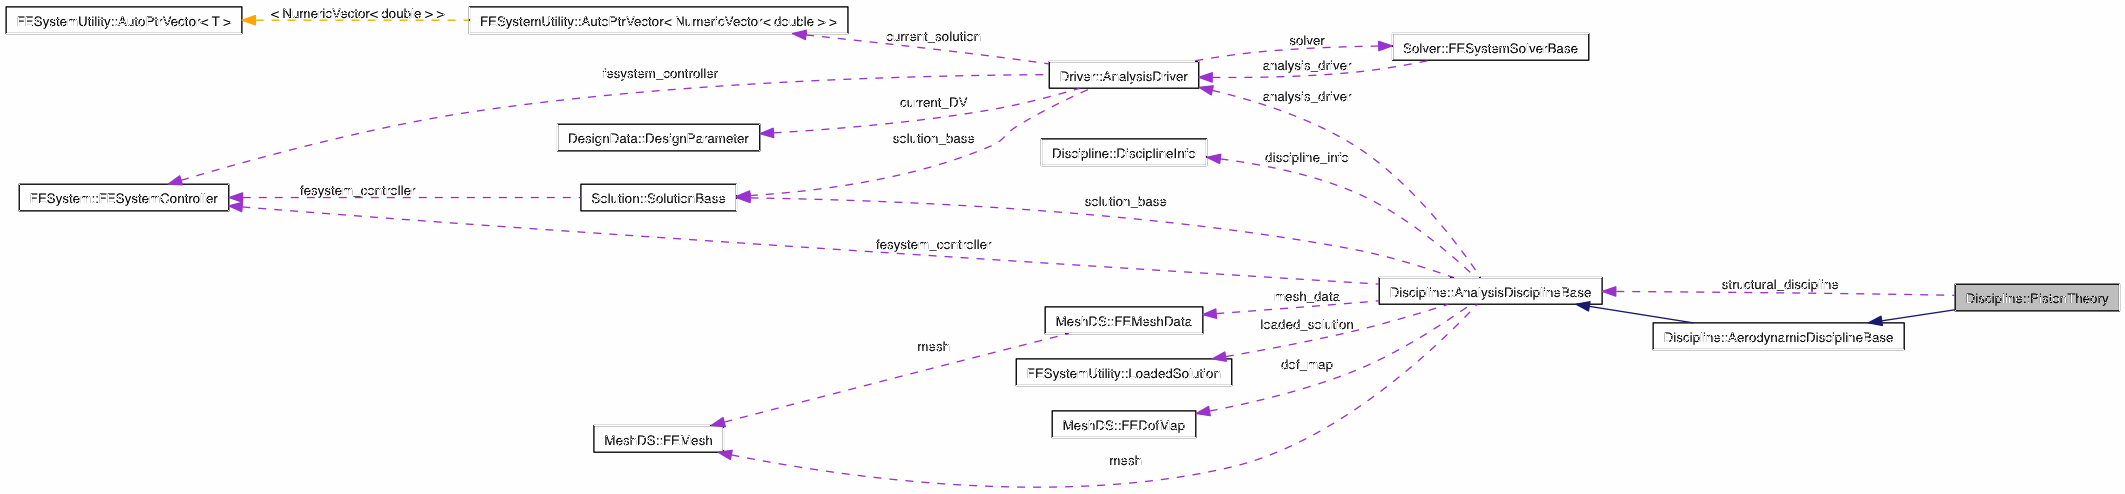 FESystemUtility::AutoPtrVector< T >
< NumericVector< double > >
FESystemUtility::AutoPtrVector< NumericVector< double > >
current_solution
solver
Solver::FESystemSolverBase
fesystem_controller
Driver::AnalysisDriver
analysis_driver
current_DV
analysis_driver
DesignData::DesignParameter
solution_base
Discipline::DisciplineInfo
discipline_info
FESystem::FESystemController
fesystem_controller
Solution::SolutionBase
solution_base
fesystem_controller
mesh_data
Discipline::AnalysisDisciplineBase
structural_discipline
Discipline::PistonTheory
MeshDS::FEMeshData
loaded_solution
Discipline::AerodynamicDisciplineBase
mesh
FESystemUtility::LoadedSolution
dof_map
MeshDS::FEDofMap
MeshDS::FEMesh
mesh